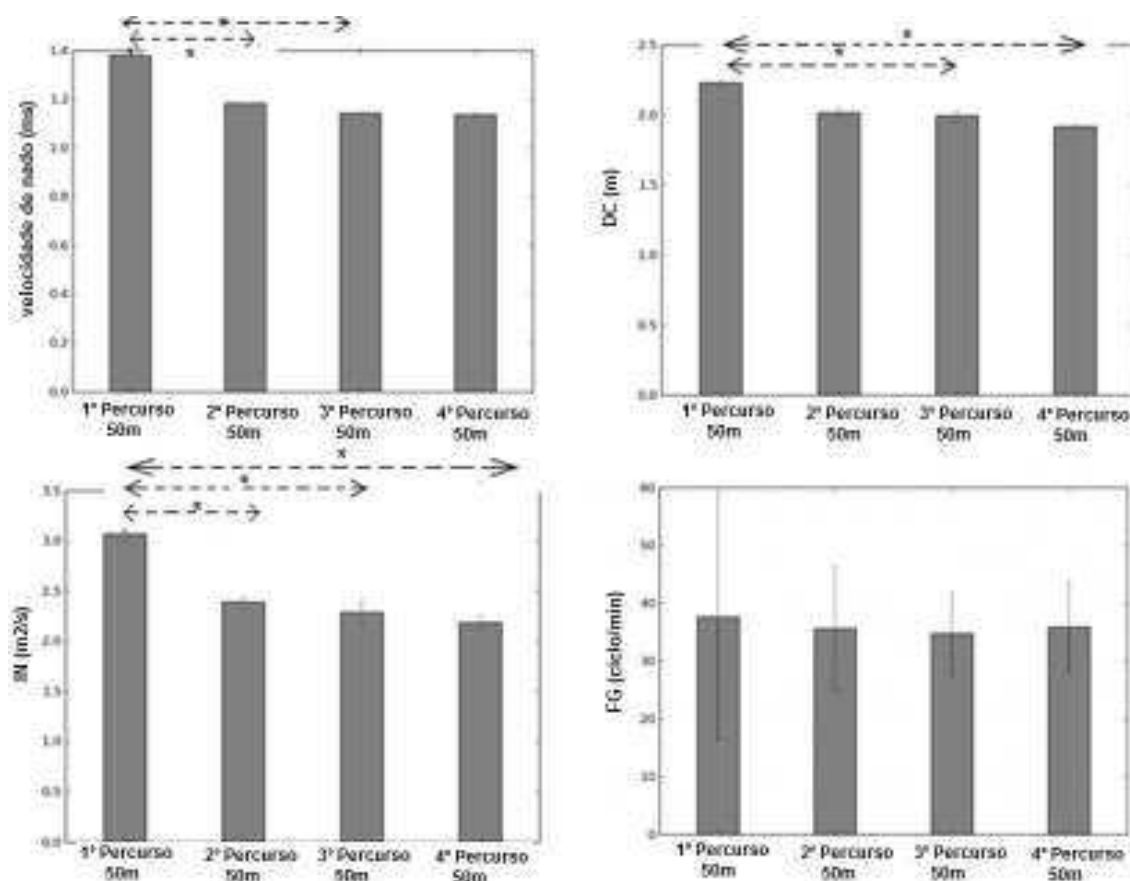 velocidade de nado (ms)
1.4
1.2
1.0
0.8
0.6
0.4
0.2
0.0
1º Percurso
50m
2º Percurso
50m
3º Percurso
50m
4º Percurso
50m
DC (m)
2.5
2.0
1.5
1.0
0.5
0.0
1º Percurso
50m
2º Percurso
50m
3º Percurso
50m
4º Percurso
50m
IN (m2/s)
3.5
3.0
2.5
2.0
1.5
1.0
0.5
0.0
1º Percurso
50m
2º Percurso
50m
3º Percurso
50m
4º Percurso
50m
FG (ciclo/min)
60
50
40
30
20
10
0
1º Percurso
50m
2º Percurso
50m
3º Percurso
50m
4º Percurso
50m